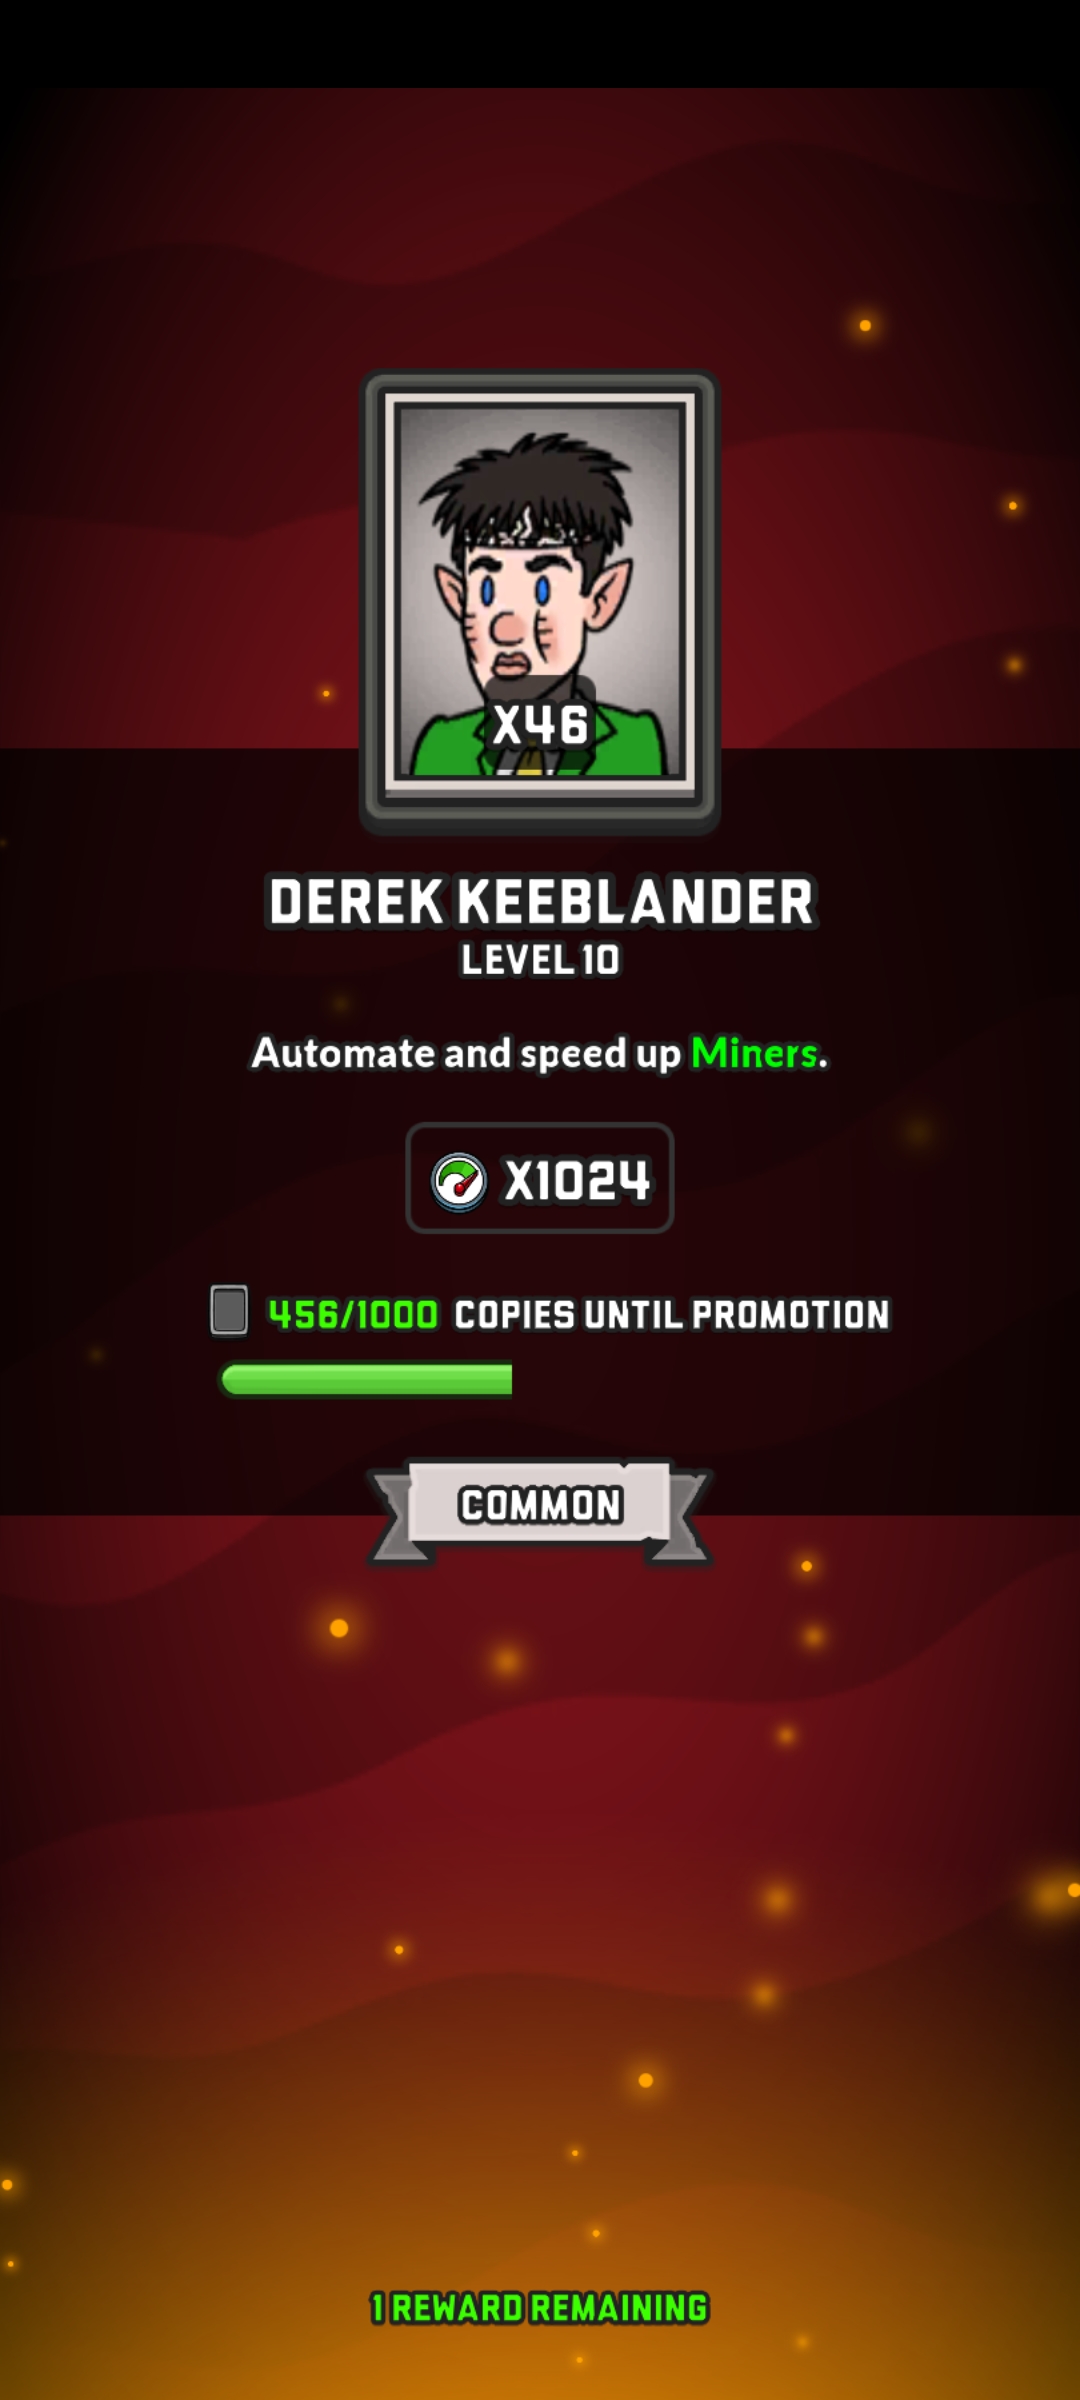 X46
DEREK KEEBLANDER
LEVEL 10
Automate and speed up Miners.
X1024
456/1000 COPIES UNTIL PROMOTION
COMMON
1 REWARD REMAINING